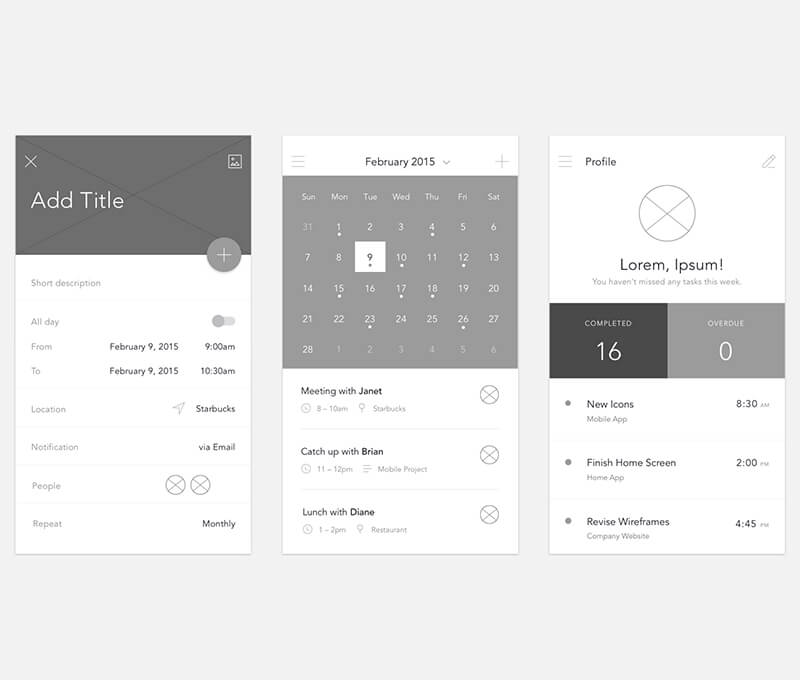 Add Title
Short description
All day
From February 9, 2015 9:00am
To February 9, 2015 10:30am
Location Starbucks
Notification via Email
People
Repeat Monthly
February 2015
Sun Mon Tue Wed Thu Fri Sat
31 1 2 3 4 5 6
7 8 9 10 11 12 13
14 15 16 17 18 19 20
21 22 23 24 25 26 27
28 1 2 3 4 5 6
Meeting with Janet
8 – 10am Starbucks
Catch up with Brian
11 – 12pm Mobile Project
Lunch with Diane
1 – 2pm Restaurant
Profile
Lorem, Ipsum!
You haven't missed any tasks this week.
COMPLETED OVERDUE
16 0
New Icons 8:30 AM
Mobile App
Finish Home Screen 2:00 PM
Home App
Revise Wireframes 4:45 PM
Company Website